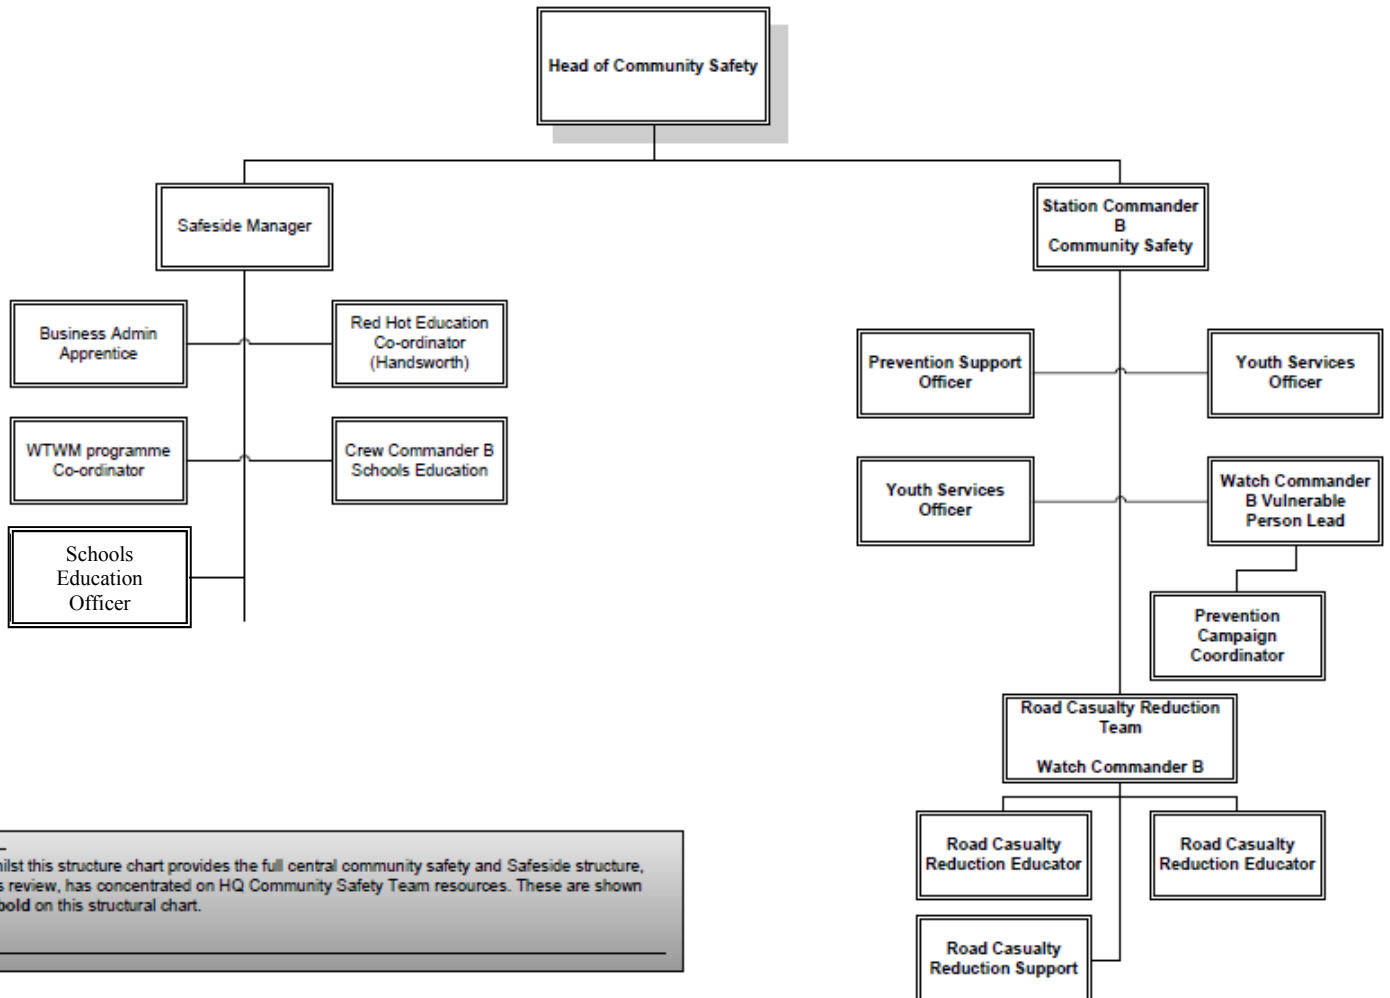 Head of Community Safety
Safeside Manager
Station Commander
B
Community Safety
Business Admin
Apprentice
Red Hot Education
Co-ordinator
(Handsworth)
Prevention Support
Officer
Youth Services
Officer
WTWM programme
Co-ordinator
Crew Commander B
Schools Education
Youth Services
Officer
Watch Commander
B Vulnerable
Person Lead
Schools
Education
Officer
Prevention
Campaign
Coordinator
Road Casualty Reduction
Team
Watch Commander B
Road Casualty
Reduction Educator
Road Casualty
Reduction Educator
Road Casualty
Reduction Support
this structure chart provides the full central community safety and Safeside structure,
review, has concentrated on HQ Community Safety Team resources. These are shown
bold on this structural chart.